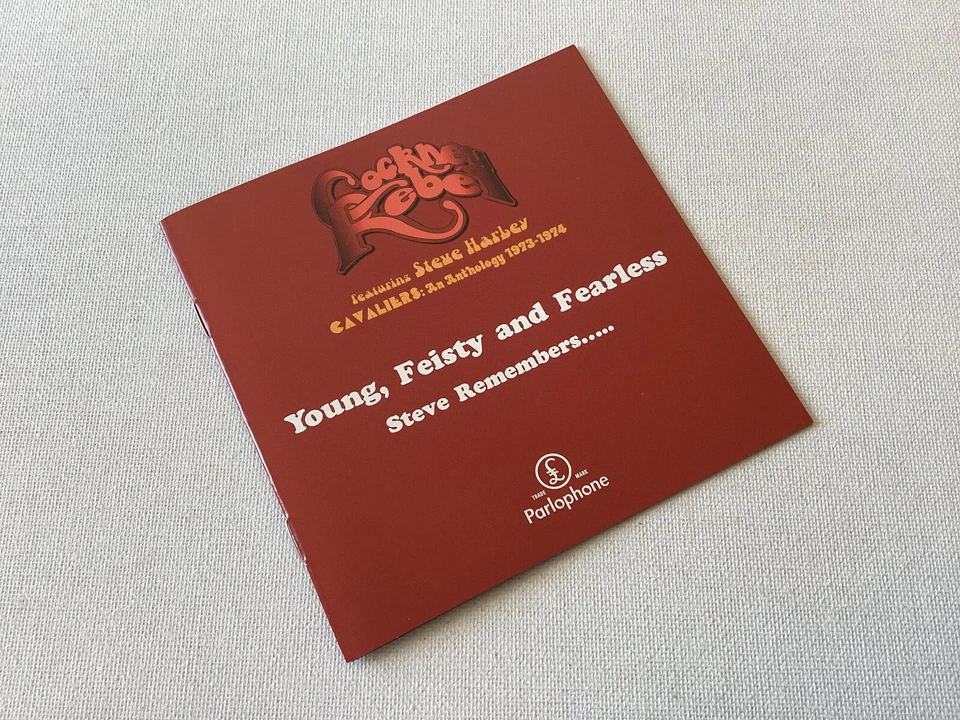 Cockney
Rebel
Featuring Steve Harley
CAVALIERS: An Anthology 1973-1974
Young, Feisty and Fearless
Steve Remembers.....
£
TRADE MARK
Parlophone